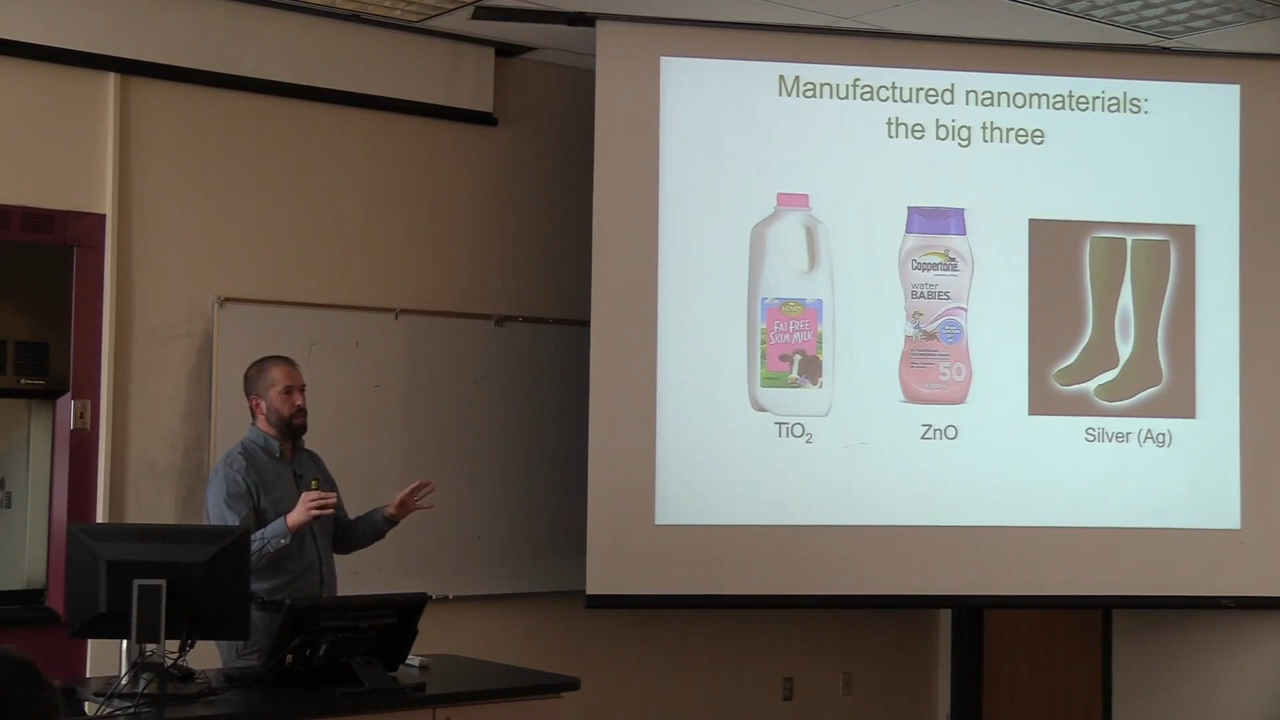 Manufactured nanomaterials:
the big three
Coppertone
water
BABIES
FAT FREE
SKIM MILK
50
TiO₂
ZnO
Silver (Ag)